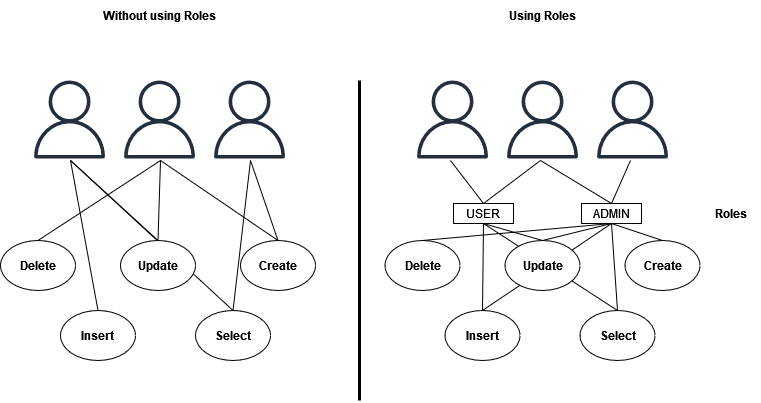 Without using Roles
Using Roles
USER
ADMIN
Roles
Delete
Update
Create
Delete
Update
Create
Insert
Select
Insert
Select